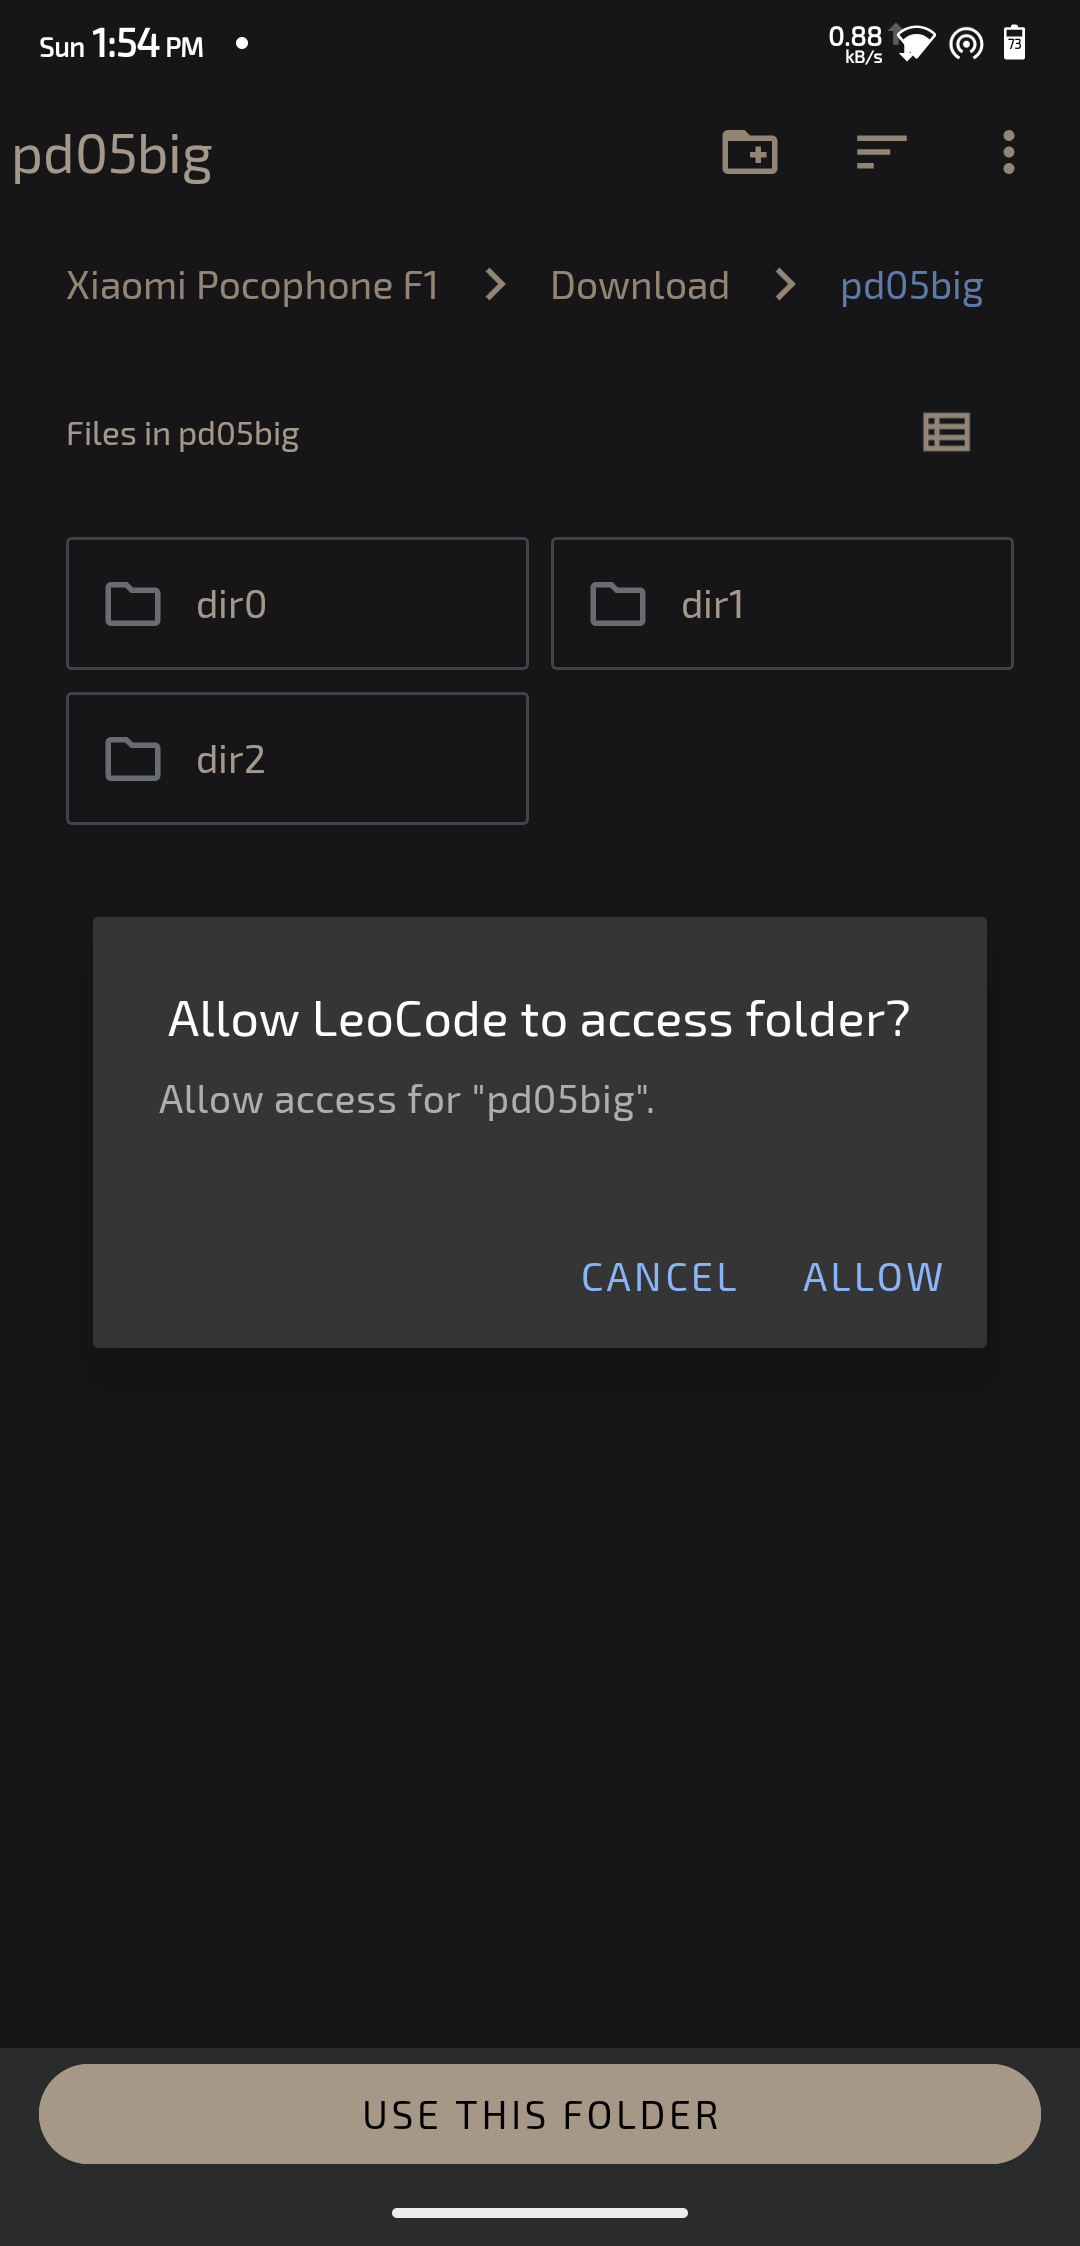 Sun 1:54 PM
0.88
kB/s
73
pd05big
Xiaomi Pocophone F1 Download pd05big
Files in pd05big
dir0 dir1
dir2
Allow LeoCode to access folder?
Allow access for "pd05big".
CANCEL ALLOW
USE THIS FOLDER